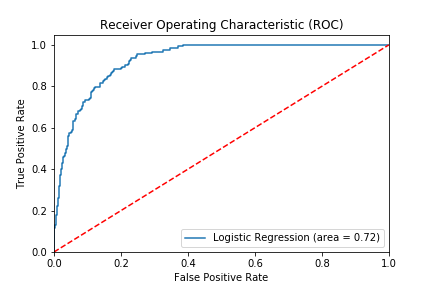 Receiver Operating Characteristic (ROC)
True Positive Rate
1.0
0.8
0.6
0.4
0.2
0.0
Logistic Regression (area = 0.72)
0.0 0.2 0.4 0.6 0.8 1.0
False Positive Rate